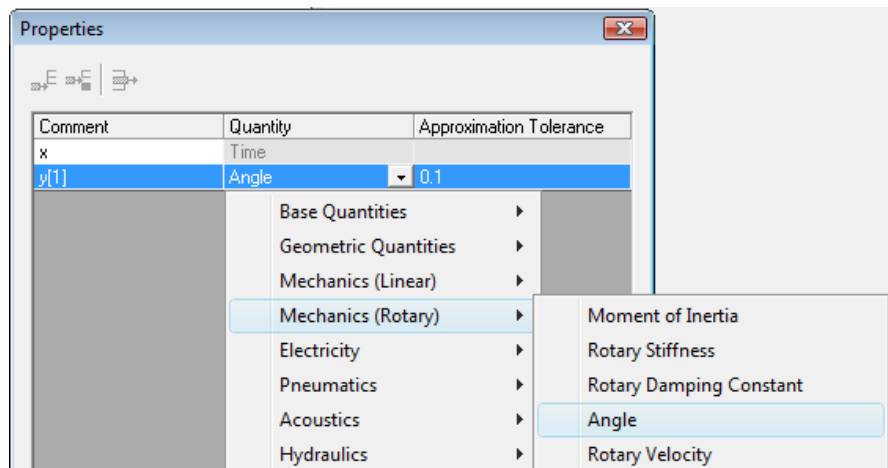 Properties
Comment Quantity Approximation Tolerance
x Time
y[1] Angle 0.1
Base Quantities
Geometric Quantities
Mechanics (Linear)
Mechanics (Rotary)
Moment of Inertia
Electricity
Rotary Stiffness
Pneumatics
Rotary Damping Constant
Acoustics
Angle
Hydraulics
Rotary Velocity